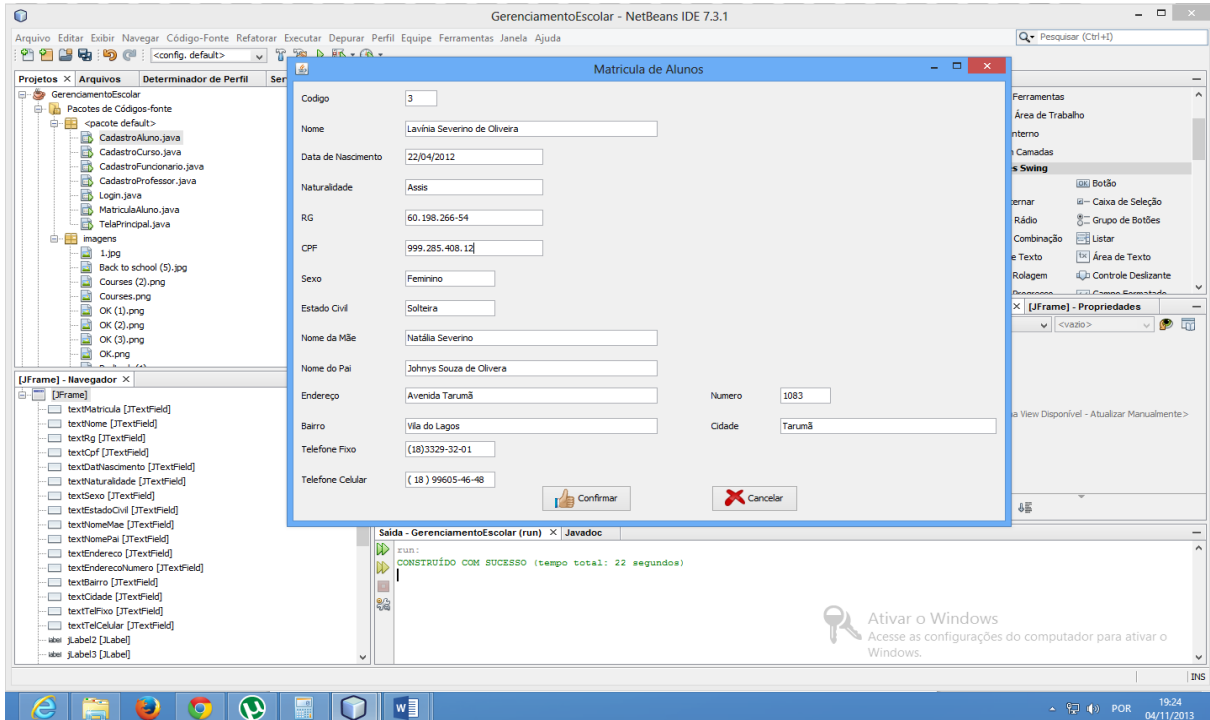 GerenciamentoEscolar - NetBeans IDE 7.3.1
Arquivo Editar Exibir Navegar Código-Fonte Refatorar Executar Depurar Perfil Equipe Ferramentas Janela Ajuda
Pesquisar (Ctrl+I)
<config. default>
Projetos Arquivos Determinador de Perfil Ser
GerenciamentoEscolar
Pacotes de Códigos-fonte
<pacote default>
CadastroAluno.java
CadastroCurso.java
CadastroFuncionario.java
CadastroProfessor.java
Login.java
MatriculaAluno.java
TelaPrincipal.java
imagens
1.jpg
Back to school (5).jpg
Courses (2).png
Courses.png
OK (1).png
OK (2).png
OK (3).png
OK.png
[JFrame] - Navegador
[JFrame]
textMatricula [JTextField]
textNome [JTextField]
textRg [JTextField]
textCpf [JTextField]
textDatNascimento [JTextField]
textNaturalidade [JTextField]
textSexo [JTextField]
textEstadoCivil [JTextField]
textNomeMae [JTextField]
textNomePai [JTextField]
textEndereco [JTextField]
textEnderecoNumero [JTextField]
textBairro [JTextField]
textCidade [JTextField]
textTelFixo [JTextField]
textTelCelular [JTextField]
label jLabel2 [JLabel]
label jLabel3 [JLabel]
Matricula de Alunos
Codigo 3
Nome Lavínia Severino de Oliveira
Data de Nascimento 22/04/2012
Naturalidade Assis
RG 60.198.266-54
CPF 999.285.408.12
Sexo Feminino
Estado Civil Solteira
Nome da Mãe Natália Severino
Nome do Pai Johnys Souza de Olivera
Endereço Avenida Tarumã Numero 1083
Bairro Vila do Lagos Cidade Tarumã
Telefone Fixo (18)3329-32-01
Telefone Celular ( 18 ) 99605-46-48
Confirmar Cancelar
Ferramentas
Área de Trabalho
nterno
Camadas
s Swing
OK Botão
ernar Caixa de Seleção
Rádio Grupo de Botões
Combinação Listar
e Texto Área de Texto
Rolagem Controle Deslizante
Progresso Campo Formatado
[JFrame] - Propriedades
<vazio>
a View Disponível - Atualizar Manualmente>
Saída - GerenciamentoEscolar (run) Javadoc
run:
CONSTRUÍDO COM SUCESSO (tempo total: 22 segundos)
Ativar o Windows
Acesse as configurações do computador para ativar o
Windows.
INS
POR
19:24
04/11/2013